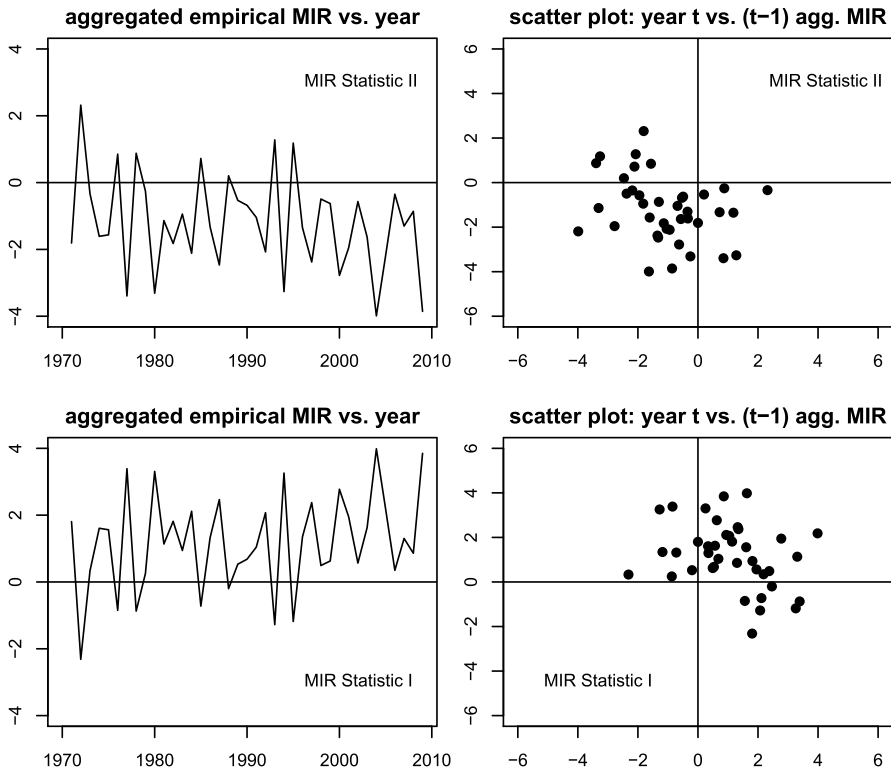 aggregated empirical MIR vs. year
scatter plot: year t vs. (t−1) agg. MIR
4
2
0
−2
−4
MIR Statistic II
1970 1980 1990 2000 2010
6
4
2
0
−2
−4
−6
MIR Statistic II
−6 −4 −2 0 2 4 6
aggregated empirical MIR vs. year
scatter plot: year t vs. (t−1) agg. MIR
4
2
0
−2
−4
MIR Statistic I
1970 1980 1990 2000 2010
6
4
2
0
−2
−4
−6
MIR Statistic I
−6 −4 −2 0 2 4 6